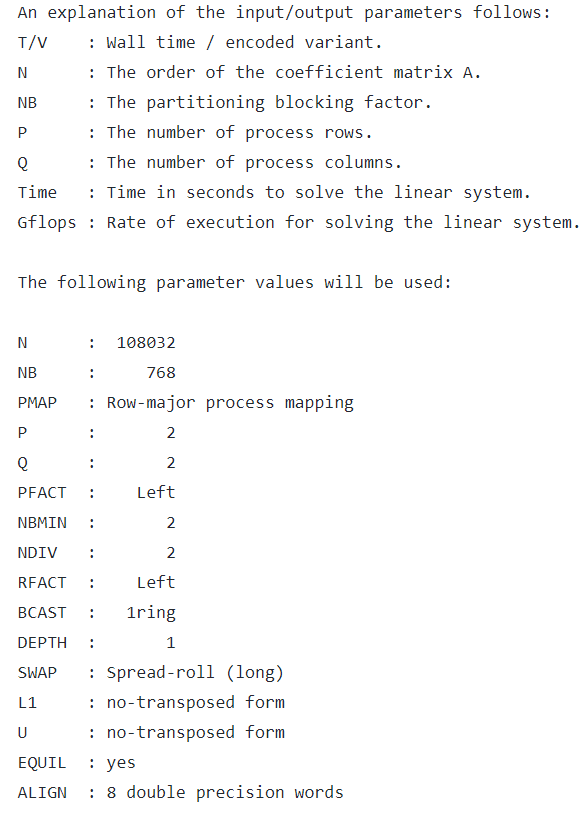 An explanation of the input/output parameters follows:
T/V    : Wall time / encoded variant.
N      : The order of the coefficient matrix A.
NB     : The partitioning blocking factor.
P      : The number of process rows.
Q      : The number of process columns.
Time   : Time in seconds to solve the linear system.
Gflops : Rate of execution for solving the linear system.

The following parameter values will be used:

N      :  108032
NB     :     768
PMAP   : Row-major process mapping
P      :       2
Q      :       2
PFACT  :    Left
NBMIN  :       2
NDIV   :       2
RFACT  :    Left
BCAST  :   1ring
DEPTH  :       1
SWAP   : Spread-roll (long)
L1     : no-transposed form
U      : no-transposed form
EQUIL  : yes
ALIGN  : 8 double precision words